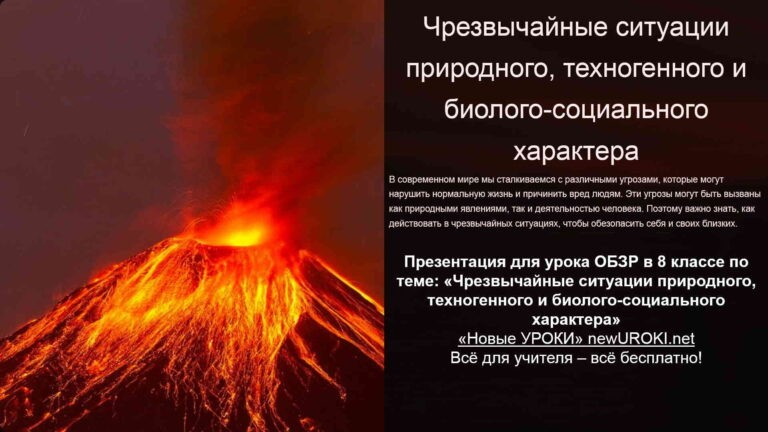 Чрезвычайные ситуации
природного, техногенного и
биолого-социального
характера
В современном мире мы сталкиваемся с различными угрозами, которые могут
нарушить нормальную жизнь и причинить вред людям. Эти угрозы могут быть вызваны
как природными явлениями, так и деятельностью человека. Поэтому важно знать, как
действовать в чрезвычайных ситуациях, чтобы обезопасить себя и своих близких.
Презентация для урока ОБЗР в 8 классе по
теме: «Чрезвычайные ситуации природного,
техногенного и биолого-социального
характера»
«Новые УРОКИ» newUROKI.net
Всё для учителя – всё бесплатно!